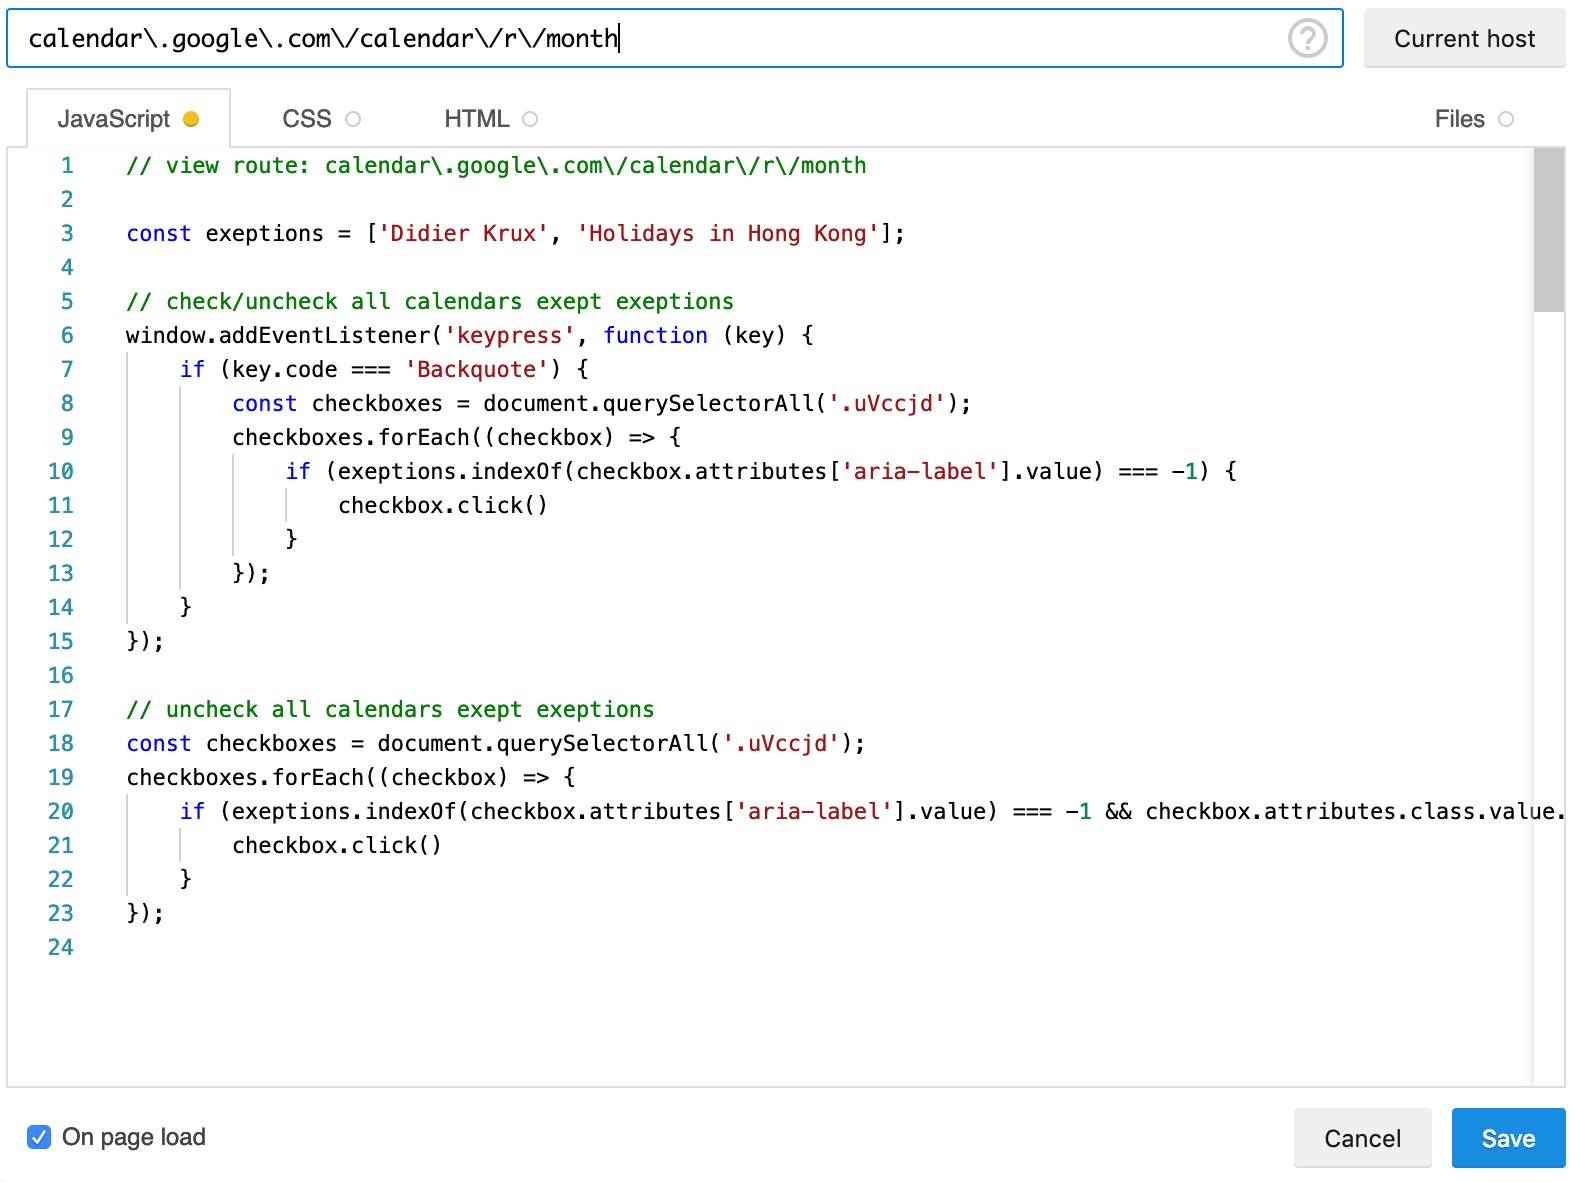 calendar\.google\.com\/calendar\/r\/month
Current host
JavaScript
CSS
HTML
Files
1 // view route: calendar\.google\.com\/calendar\/r\/month
2
3 const exeptions = ['Didier Krux', 'Holidays in Hong Kong'];
4
5 // check/uncheck all calendars exept exeptions
6 window.addEventListener('keypress', function (key) {
7 if (key.code === 'Backquote') {
8 const checkboxes = document.querySelectorAll('.uVccjd');
9 checkboxes.forEach((checkbox) => {
10 if (exeptions.indexOf(checkbox.attributes['aria-label'].value) === -1) {
11 checkbox.click()
12 }
13 });
14 }
15 });
16
17 // uncheck all calendars exept exeptions
18 const checkboxes = document.querySelectorAll('.uVccjd');
19 checkboxes.forEach((checkbox) => {
20 if (exeptions.indexOf(checkbox.attributes['aria-label'].value) === -1 && checkbox.attributes.class.value.
21 checkbox.click()
22 }
23 });
24
On page load
Cancel
Save